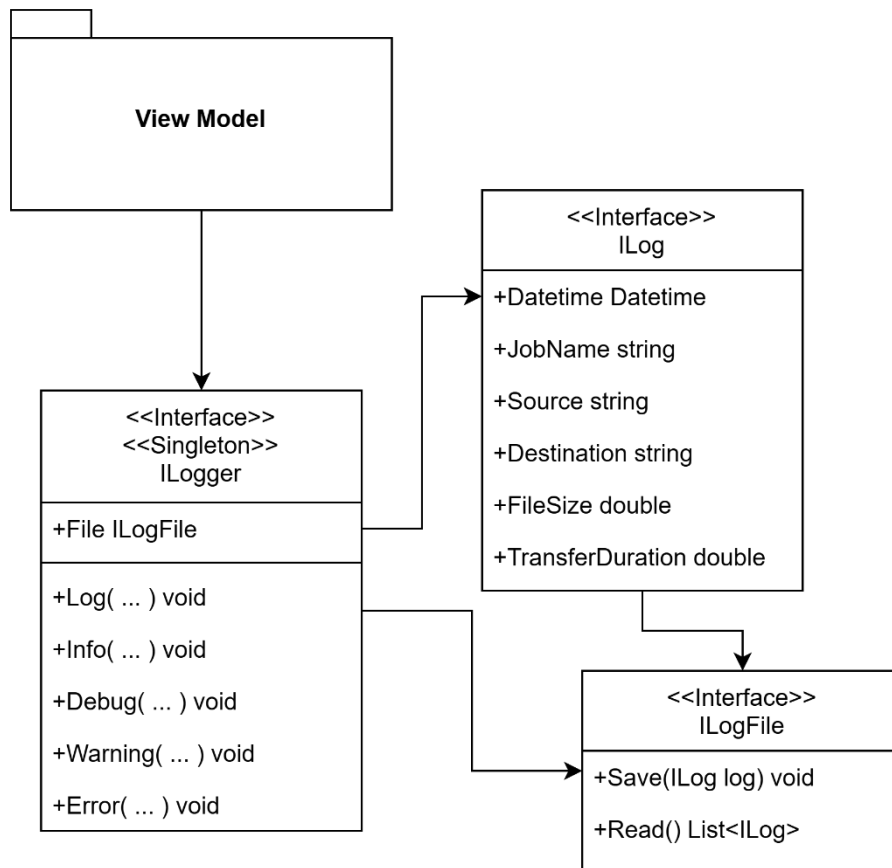 View Model
<<Interface>>
ILog
+Datetime Datetime
+JobName string
+Source string
+Destination string
+FileSize double
+TransferDuration double
<<Interface>>
<<Singleton>>
ILogger
+File ILogFile
+Log( ... ) void
+Info( ... ) void
+Debug( ... ) void
+Warning( ... ) void
+Error( ... ) void
<<Interface>>
ILogFile
+Save(ILog log) void
+Read() List<ILog>